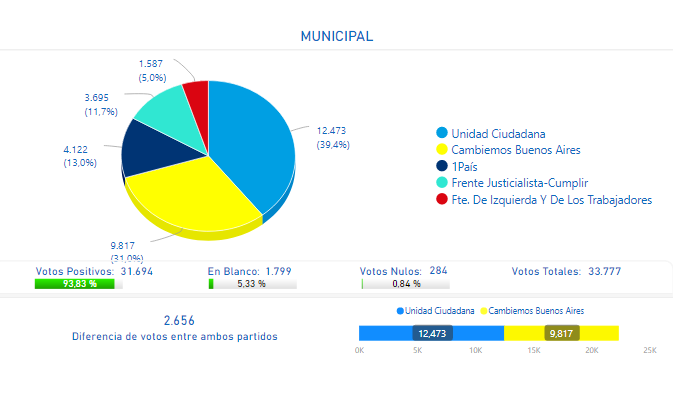 MUNICIPAL
1.587
(5,0%)
3.695
(11,7%)
4.122
(13,0%)
9.817
(31,0%)
12.473
(39,4%)
Unidad Ciudadana
Cambiemos Buenos Aires
1País
Frente Justicialista-Cumplir
Fte. De Izquierda Y De Los Trabajadores
Votos Positivos: 31.694
93,83 %
En Blanco: 1.799
5,33 %
Votos Nulos: 284
0,84 %
Votos Totales: 33.777
2.656
Diferencia de votos entre ambos partidos
Unidad Ciudadana Cambiemos Buenos Aires
12,473 9,817
0K 5K 10K 15K 20K 25K